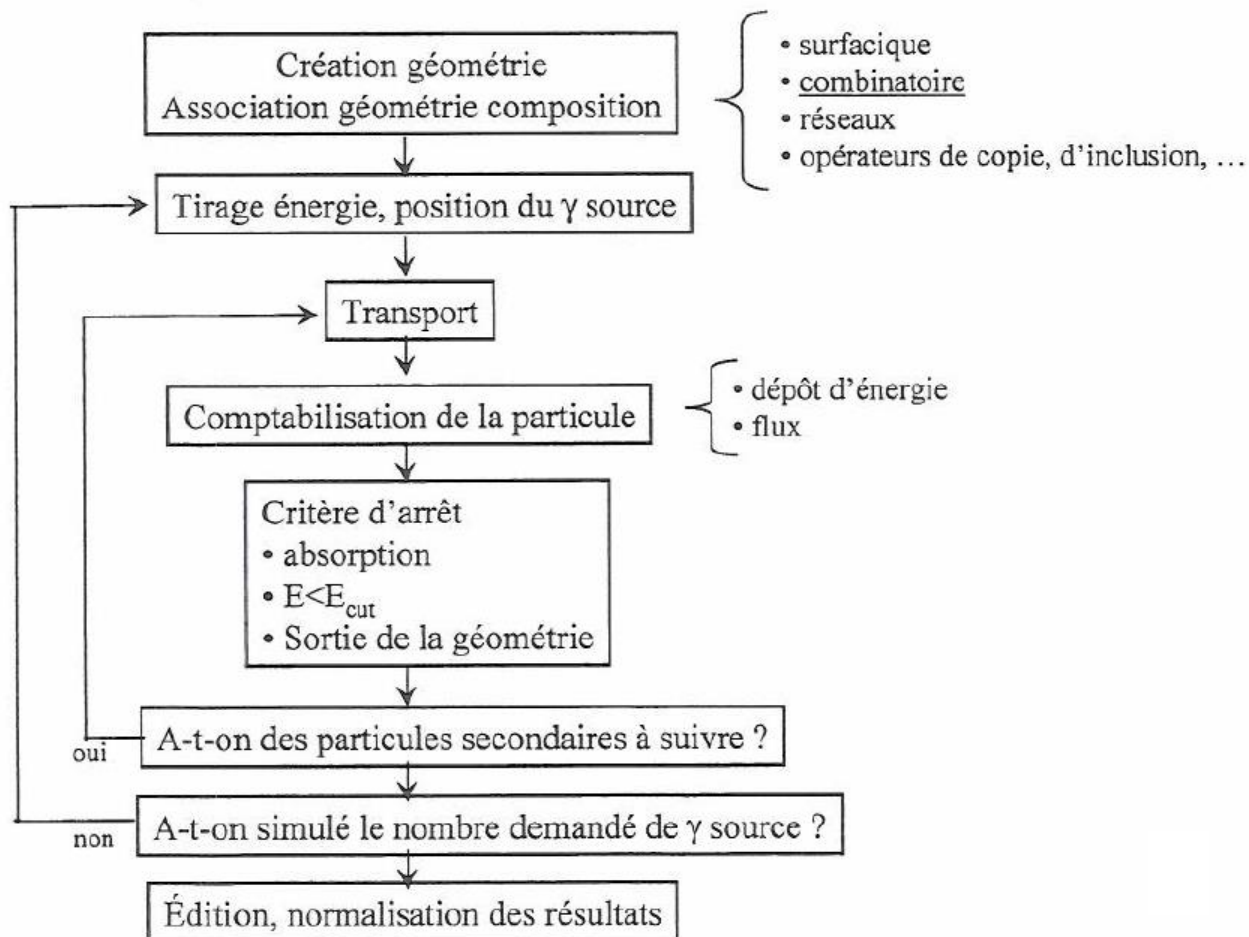 Création géométrie
Association géométrie composition
• surfacique
• combinatoire
• réseaux
• opérateurs de copie, d'inclusion, …
Tirage énergie, position du γ source
Transport
Comptabilisation de la particule
• dépôt d'énergie
• flux
Critère d'arrêt
• absorption
• E<E_cut
• Sortie de la géométrie
A-t-on des particules secondaires à suivre ?
oui
A-t-on simulé le nombre demandé de γ source ?
non
Édition, normalisation des résultats